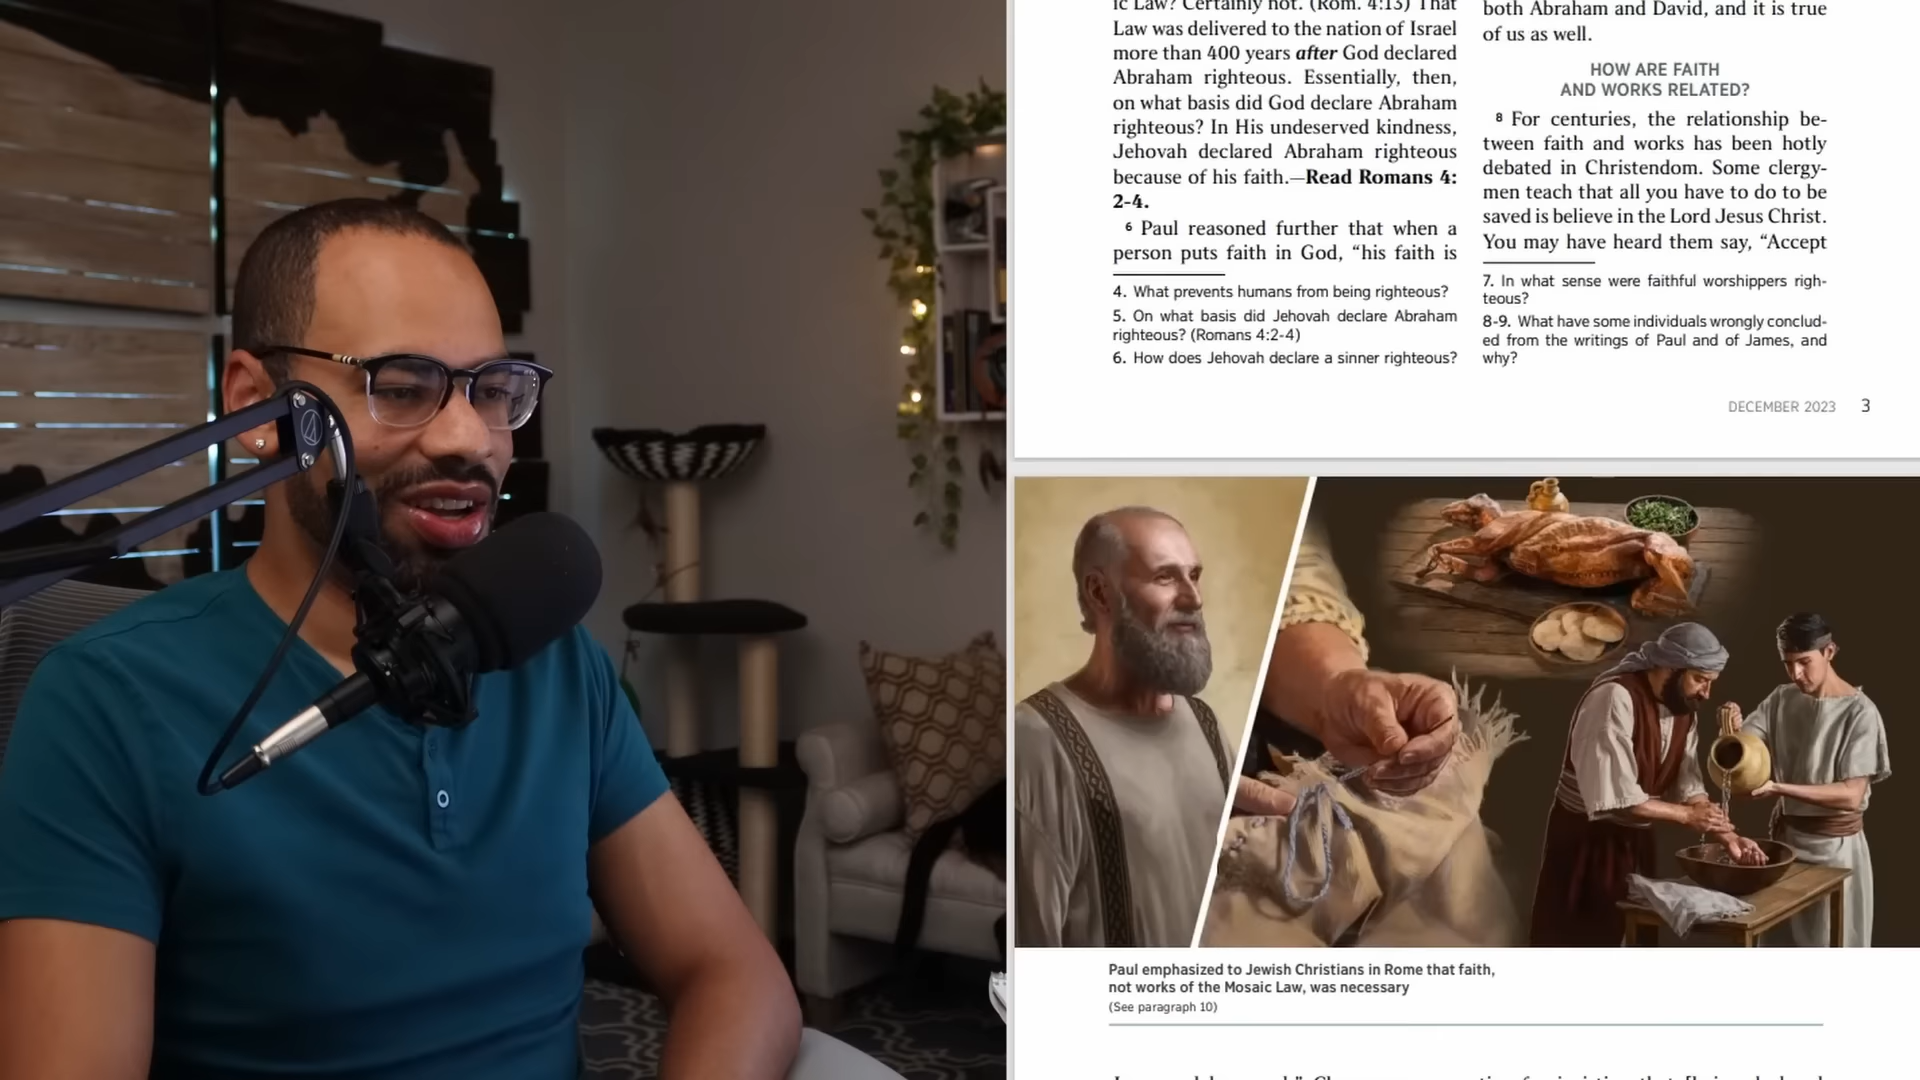 ic Law? Certainly not. (Rom. 4:13) That
Law was delivered to the nation of Israel
more than 400 years after God declared
Abraham righteous. Essentially, then,
on what basis did God declare Abraham
righteous? In His undeserved kindness,
Jehovah declared Abraham righteous
because of his faith.—Read Romans 4:
2-4.
6 Paul reasoned further that when a
person puts faith in God, “his faith is
4. What prevents humans from being righteous?
5. On what basis did Jehovah declare Abraham
righteous? (Romans 4:2-4)
6. How does Jehovah declare a sinner righteous?
both Abraham and David, and it is true
of us as well.
HOW ARE FAITH
AND WORKS RELATED?
8 For centuries, the relationship be-
tween faith and works has been hotly
debated in Christendom. Some clergy-
men teach that all you have to do to be
saved is believe in the Lord Jesus Christ.
You may have heard them say, “Accept
7. In what sense were faithful worshippers righ-
teous?
8-9. What have some individuals wrongly conclud-
ed from the writings of Paul and of James, and
why?
DECEMBER 2023 3
Paul emphasized to Jewish Christians in Rome that faith,
not works of the Mosaic Law, was necessary
(See paragraph 10)